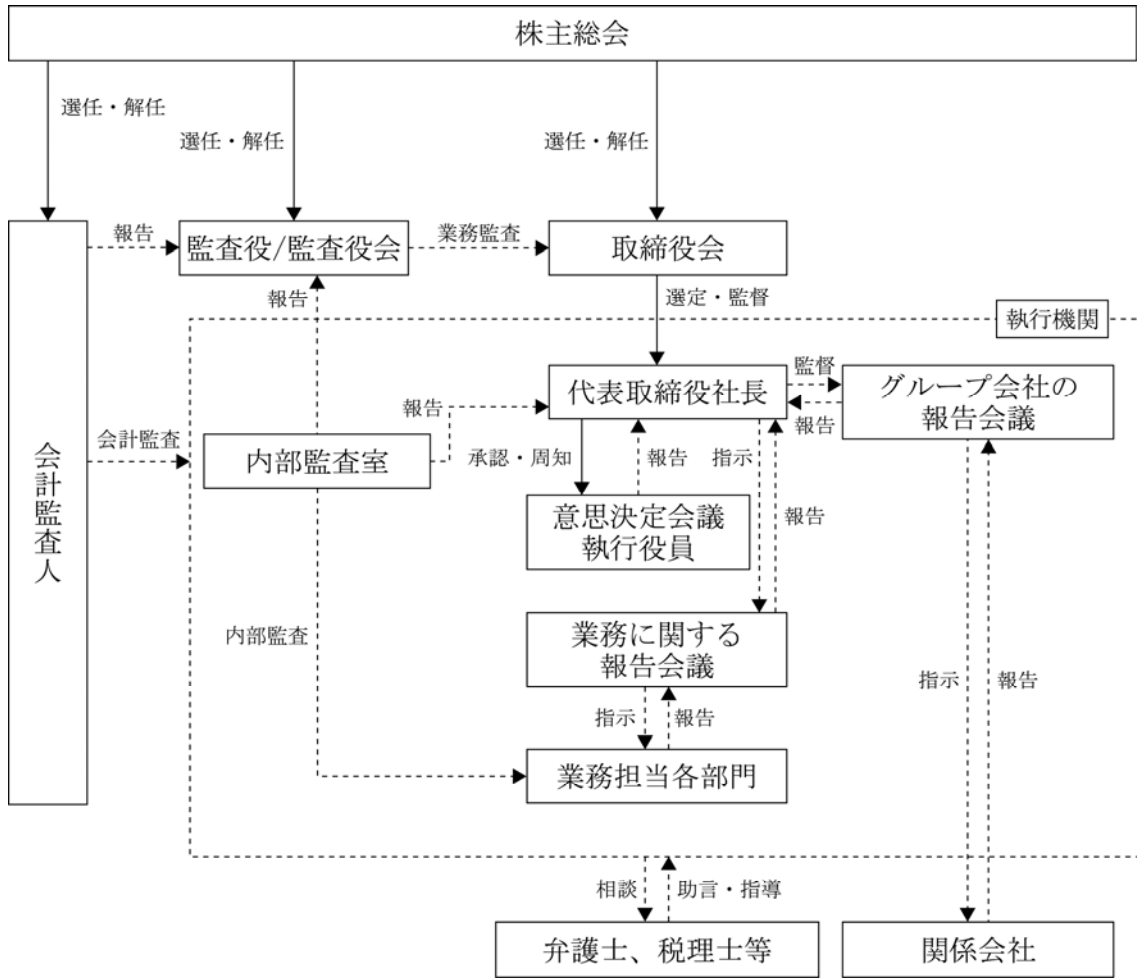 株主総会
選任・解任
選任・解任
選任・解任
報告
監査役/監査役会
業務監査
取締役会
報告
選定・監督
執行機関
代表取締役社長
監督
報告
グループ会社の
報告会議
報告
会計監査
内部監査室
承認・周知
報告
指示
報告
会計監査人
意思決定会議
執行役員
内部監査
業務に関する
報告会議
指示
報告
指示
報告
業務担当各部門
相談
助言・指導
弁護士、税理士等
関係会社